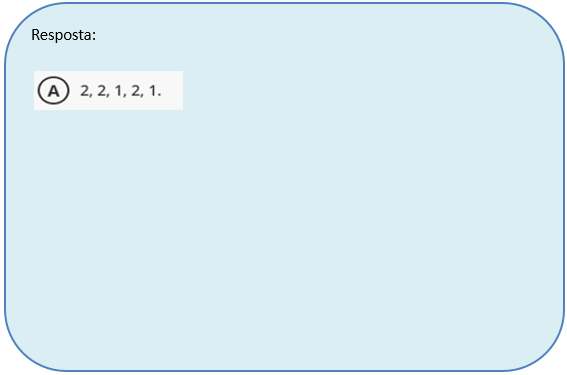 Resposta:
A 2, 2, 1, 2, 1.